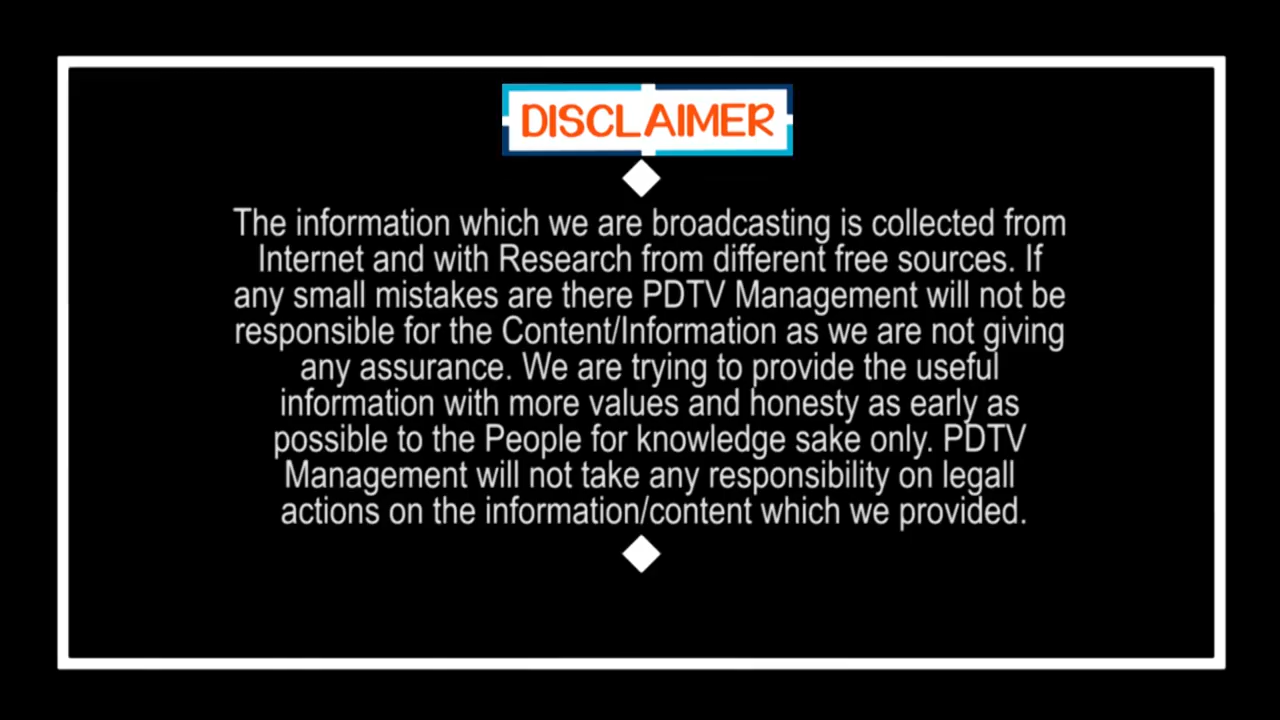 DISCLAIMER
The information which we are broadcasting is collected from
Internet and with Research from different free sources. If
any small mistakes are there PDTV Management will not be
responsible for the Content/Information as we are not giving
any assurance. We are trying to provide the useful
information with more values and honesty as early as
possible to the People for knowledge sake only. PDTV
Management will not take any responsibility on legall
actions on the information/content which we provided.